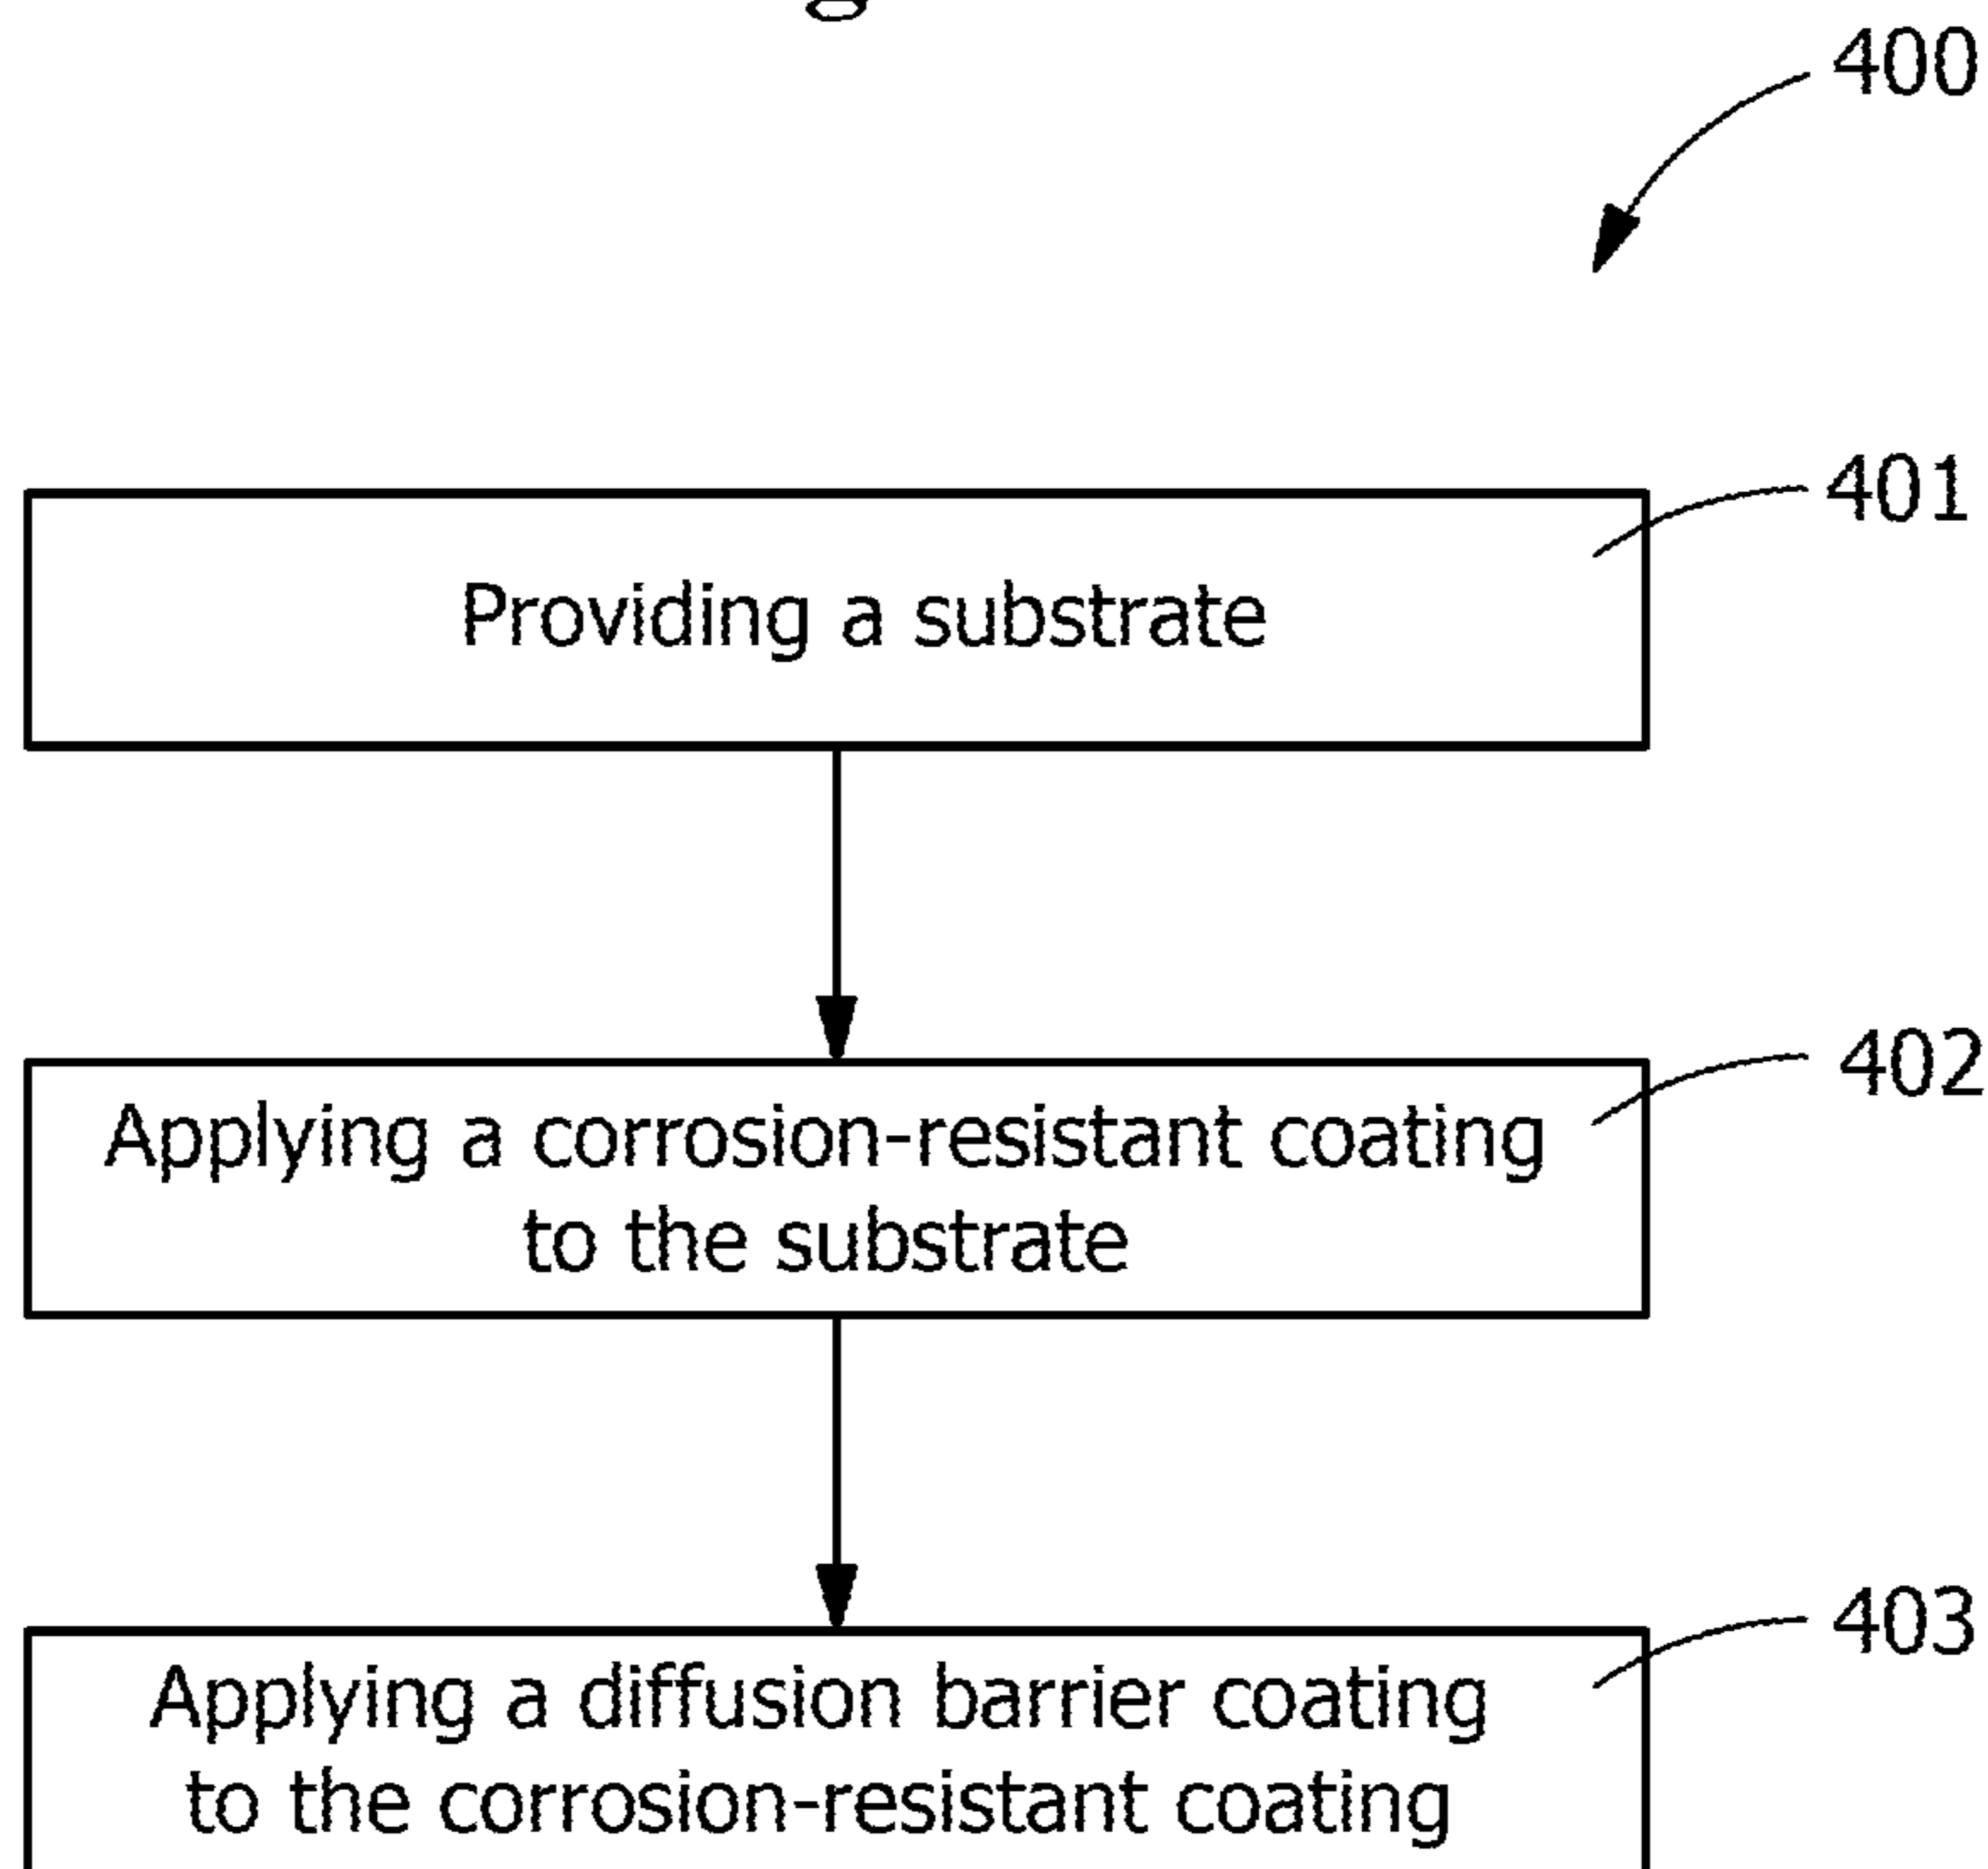 400
401
Providing a substrate
402
Applying a corrosion-resistant coating
to the substrate
403
Applying a diffusion barrier coating
to the corrosion-resistant coating